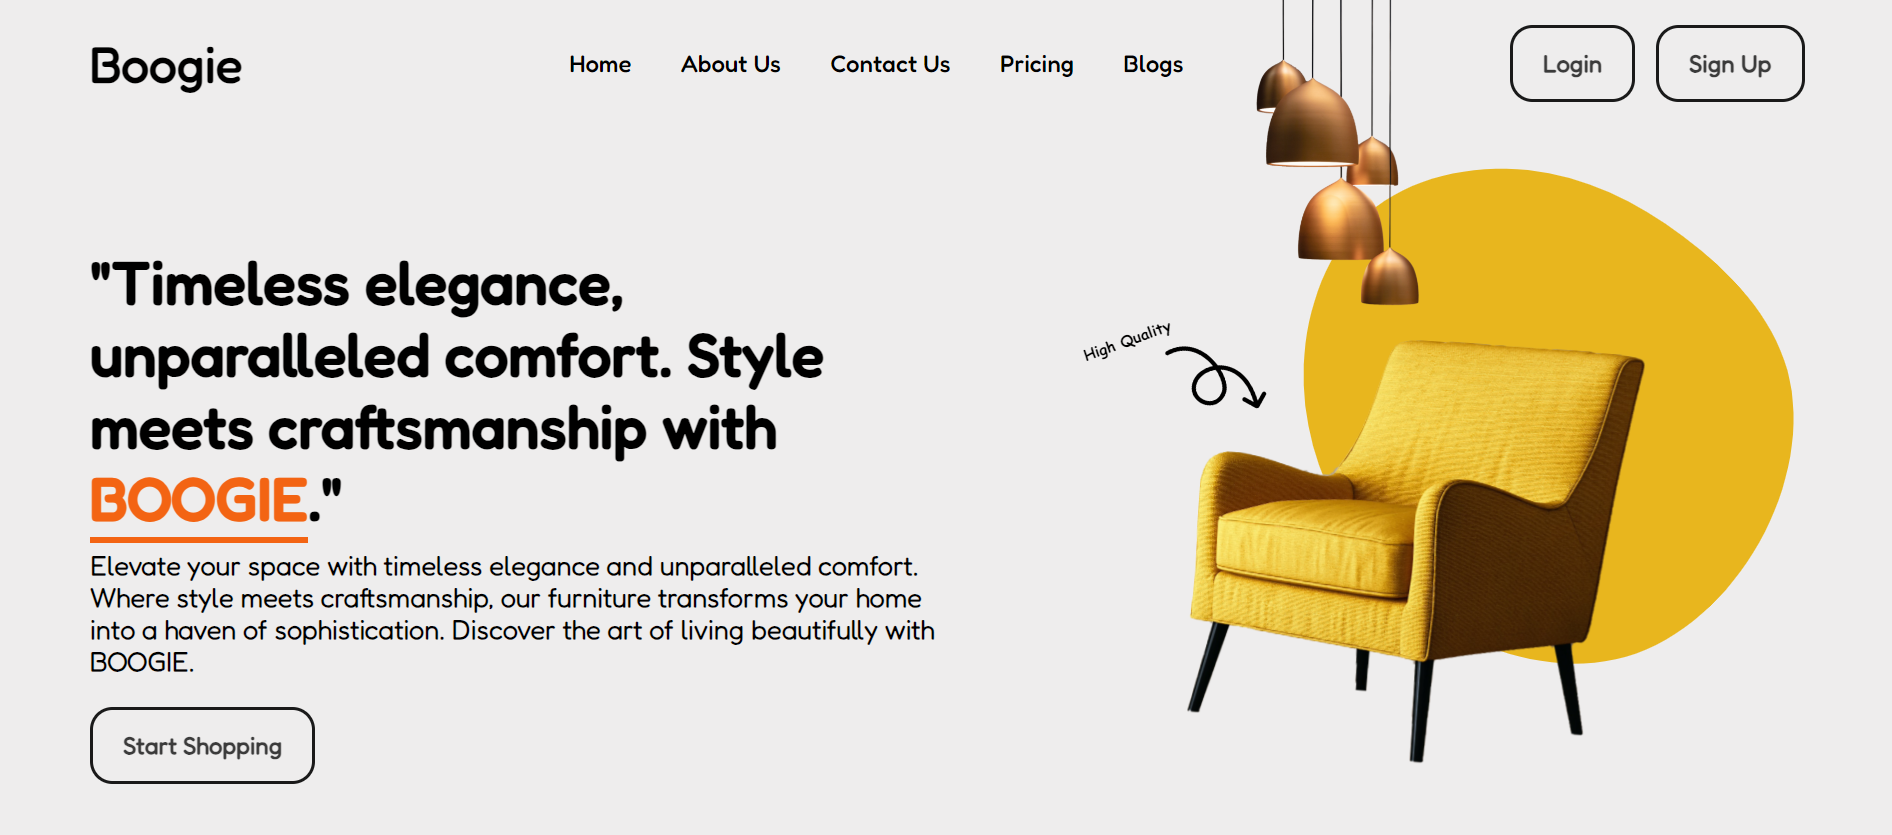 Boogie
Home
About Us
Contact Us
Pricing
Blogs
Login
Sign Up
"Timeless elegance,
unparalleled comfort. Style
meets craftsmanship with
BOOGIE."
Elevate your space with timeless elegance and unparalleled comfort.
Where style meets craftsmanship, our furniture transforms your home
into a haven of sophistication. Discover the art of living beautifully with
BOOGIE.
Start Shopping
High Quality